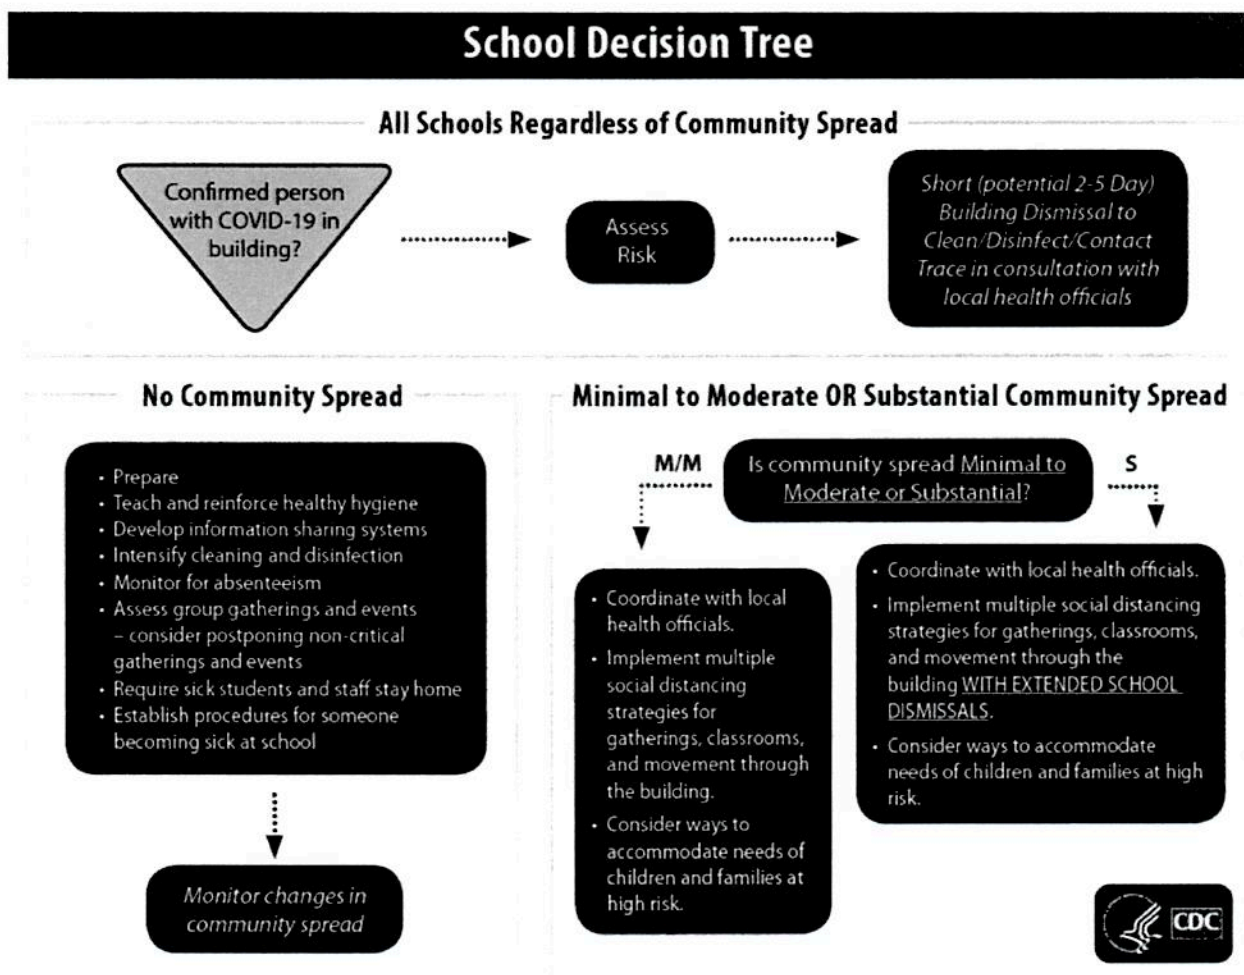 School Decision Tree
All Schools Regardless of Community Spread
Confirmed person
with COVID-19 in
building?
Assess
Risk
Short (potential 2-5 Day)
Building Dismissal to
Clean/Disinfect/Contact
Trace in consultation with
local health officials
No Community Spread
• Prepare
• Teach and reinforce healthy hygiene
• Develop information sharing systems
• Intensify cleaning and disinfection
• Monitor for absenteeism
• Assess group gatherings and events
– consider postponing non-critical
gatherings and events
• Require sick students and staff stay home
• Establish procedures for someone
becoming sick at school
Monitor changes in
community spread
Minimal to Moderate OR Substantial Community Spread
M/M
Is community spread Minimal to
Moderate or Substantial?
S
• Coordinate with local
health officials.
• Implement multiple
social distancing
strategies for
gatherings, classrooms,
and movement through
the building.
• Consider ways to
accommodate needs of
children and families at
high risk.
• Coordinate with local health officials.
• Implement multiple social distancing
strategies for gatherings, classrooms,
and movement through the
building WITH EXTENDED SCHOOL
DISMISSALS.
• Consider ways to accommodate
needs of children and families at high
risk.
CDC